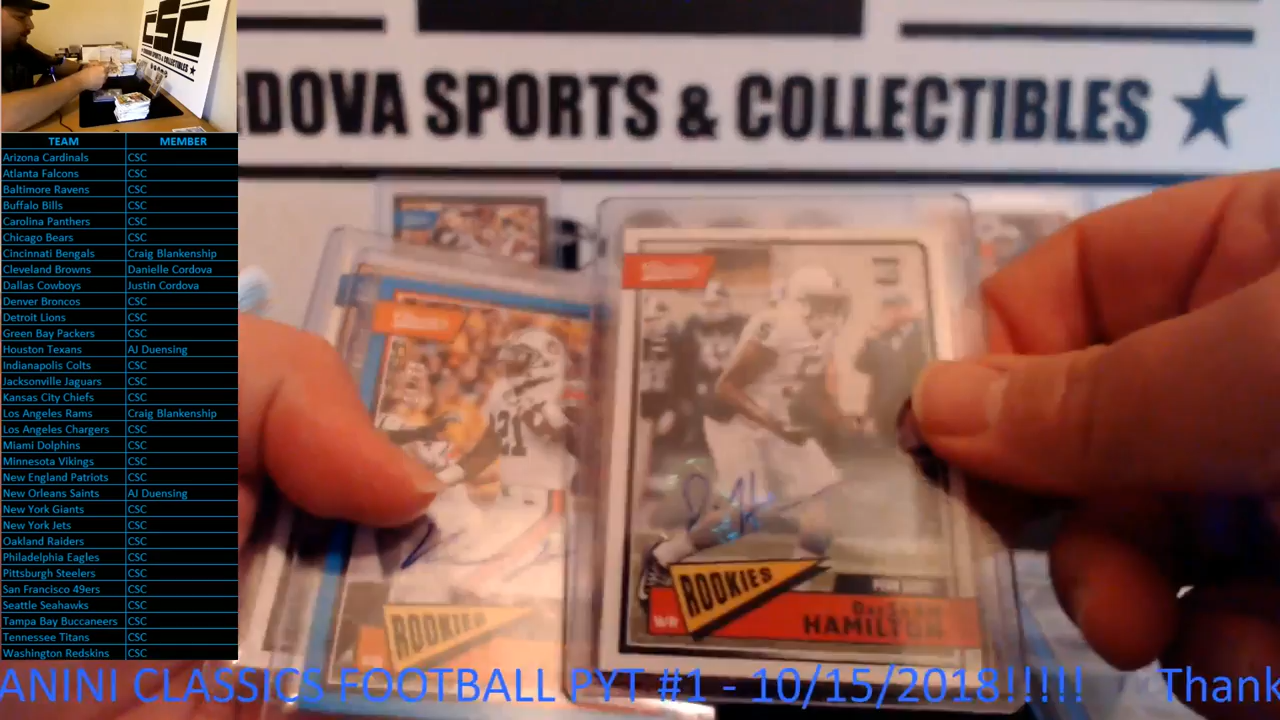 CSC
TEAM MEMBER
Arizona Cardinals CSC
Atlanta Falcons CSC
Baltimore Ravens CSC
Buffalo Bills CSC
Carolina Panthers CSC
Chicago Bears CSC
Cincinnati Bengals Craig Blankenship
Cleveland Browns Danielle Cordova
Dallas Cowboys Justin Cordova
Denver Broncos CSC
Detroit Lions CSC
Green Bay Packers CSC
Houston Texans AJ Duensing
Indianapolis Colts CSC
Jacksonville Jaguars CSC
Kansas City Chiefs CSC
Los Angeles Rams Craig Blankenship
Los Angeles Chargers CSC
Miami Dolphins CSC
Minnesota Vikings CSC
New England Patriots CSC
New Orleans Saints AJ Duensing
New York Giants CSC
New York Jets CSC
Oakland Raiders CSC
Philadelphia Eagles CSC
Pittsburgh Steelers CSC
San Francisco 49ers CSC
Seattle Seahawks CSC
Tampa Bay Buccaneers CSC
Tennessee Titans CSC
Washington Redskins CSC
RDOVA SPORTS & COLLECTIBLES
21
ROOKIES
ROOKIES
WR
HAMILTON
ANINI CLASSICS FOOTBALL PYT #1 - 10/15/2018!!!!! Thank